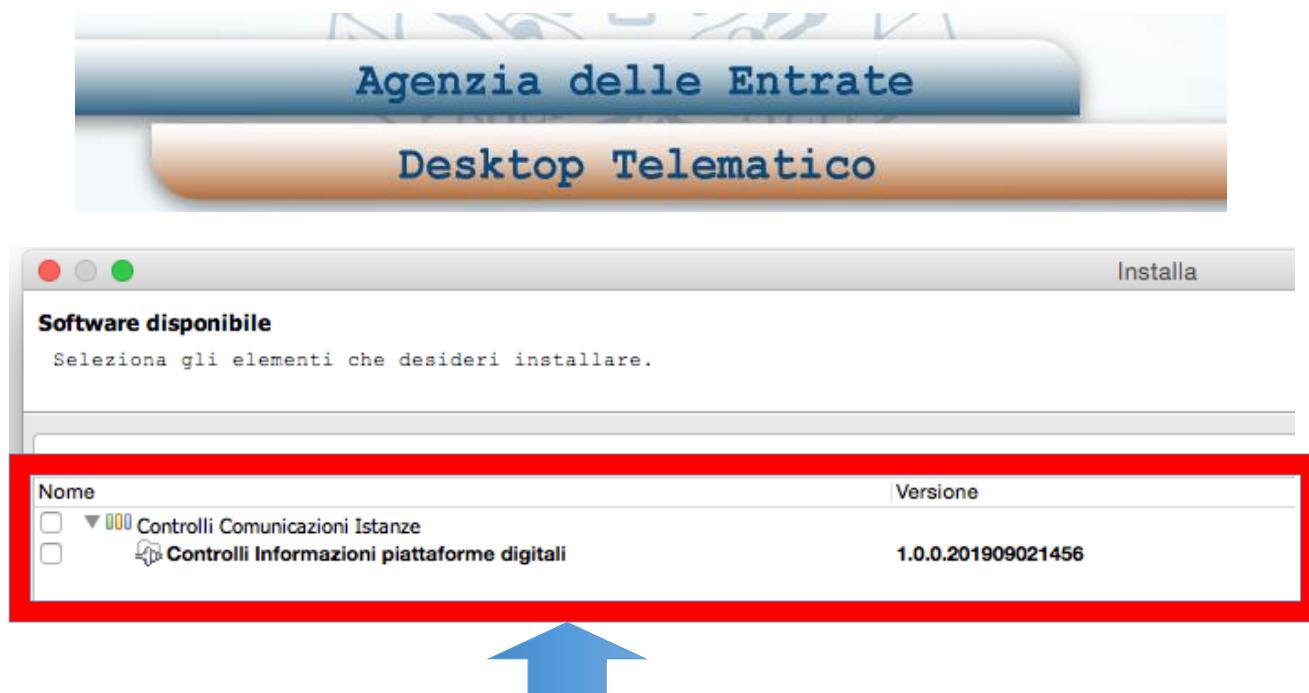 Agenzia delle Entrate
Desktop Telematico
Installa
Software disponibile
Seleziona gli elementi che desideri installare.
Nome Versione
Controlli Comunicazioni Istanze
Controlli Informazioni piattaforme digitali 1.0.0.201909021456